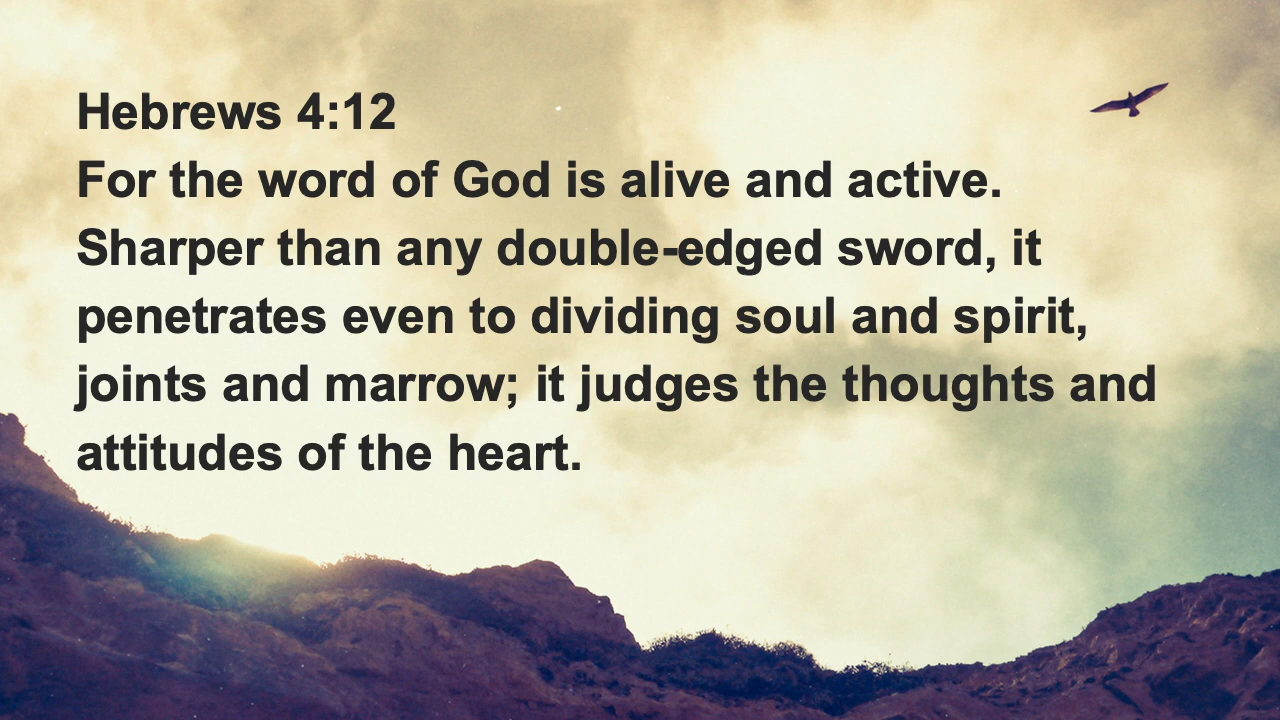 Hebrews 4:12
For the word of God is alive and active.
Sharper than any double-edged sword, it
penetrates even to dividing soul and spirit,
joints and marrow; it judges the thoughts and
attitudes of the heart.